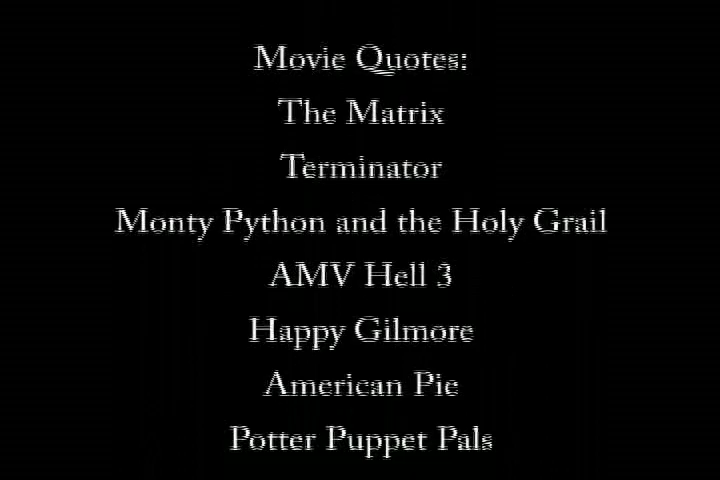 Movie Quotes:
The Matrix
Terminator
Monty Python and the Holy Grail
AMV Hell 3
Happy Gilmore
American Pie
Potter Puppet Pals